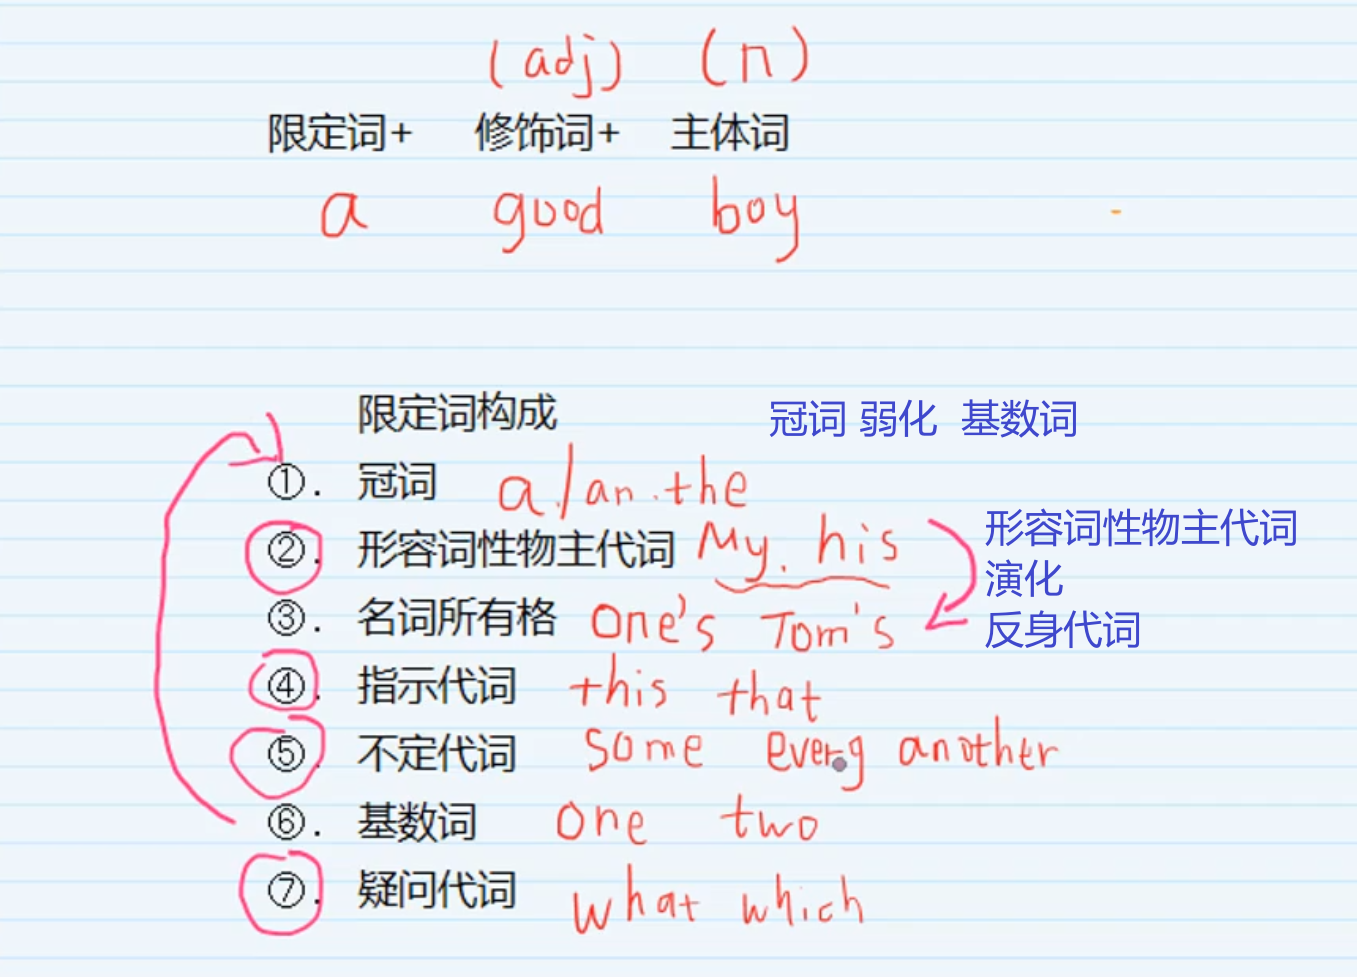 (adj) (n)
限定词+ 修饰词+ 主体词
a good boy
限定词构成
冠词 弱化 基数词
①. 冠词 a./an.the
②. 形容词性物主代词 My. his
形容词性物主代词
演化
反身代词
③. 名词所有格 one's Tom's
④. 指示代词 this that
⑤. 不定代词 some every another
⑥. 基数词 one two
⑦. 疑问代词 what which